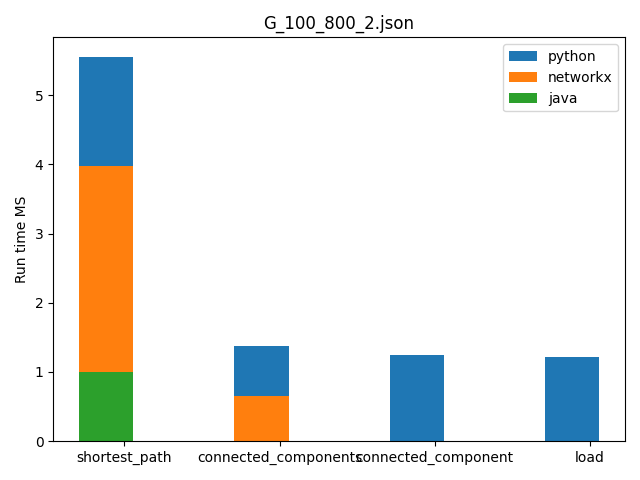 G_100_800_2.json
python
networkx
java
Run time MS
5
4
3
2
1
0
shortest_path
connected_components
connected_component
load